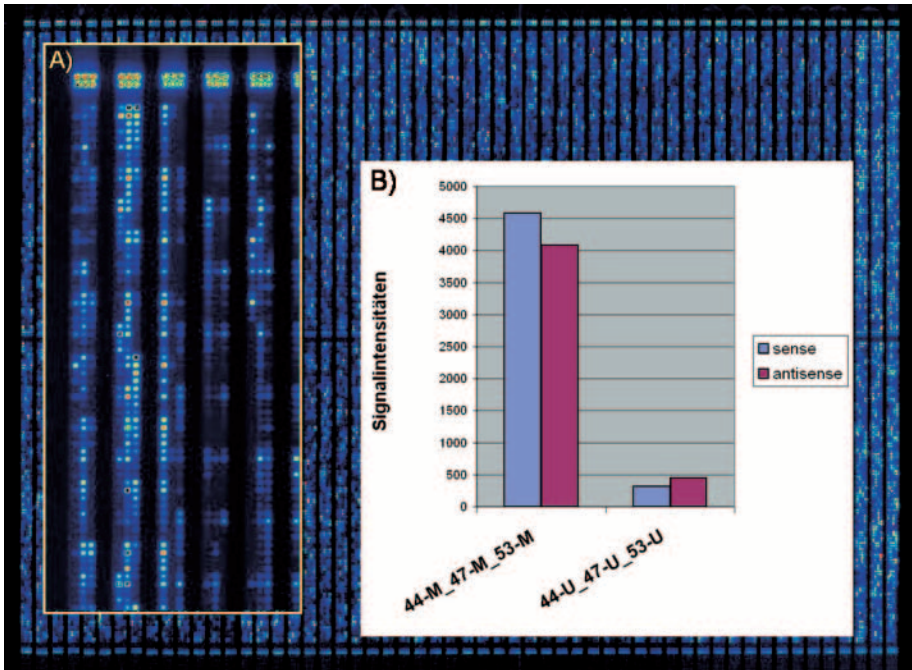 A)
B)
5000
4500
4000
3500
3000
2500
2000
1500
1000
500
0
Signalintensitäten
44-M_47-M_53-M
44-U_47-U_53-U
sense
antisense